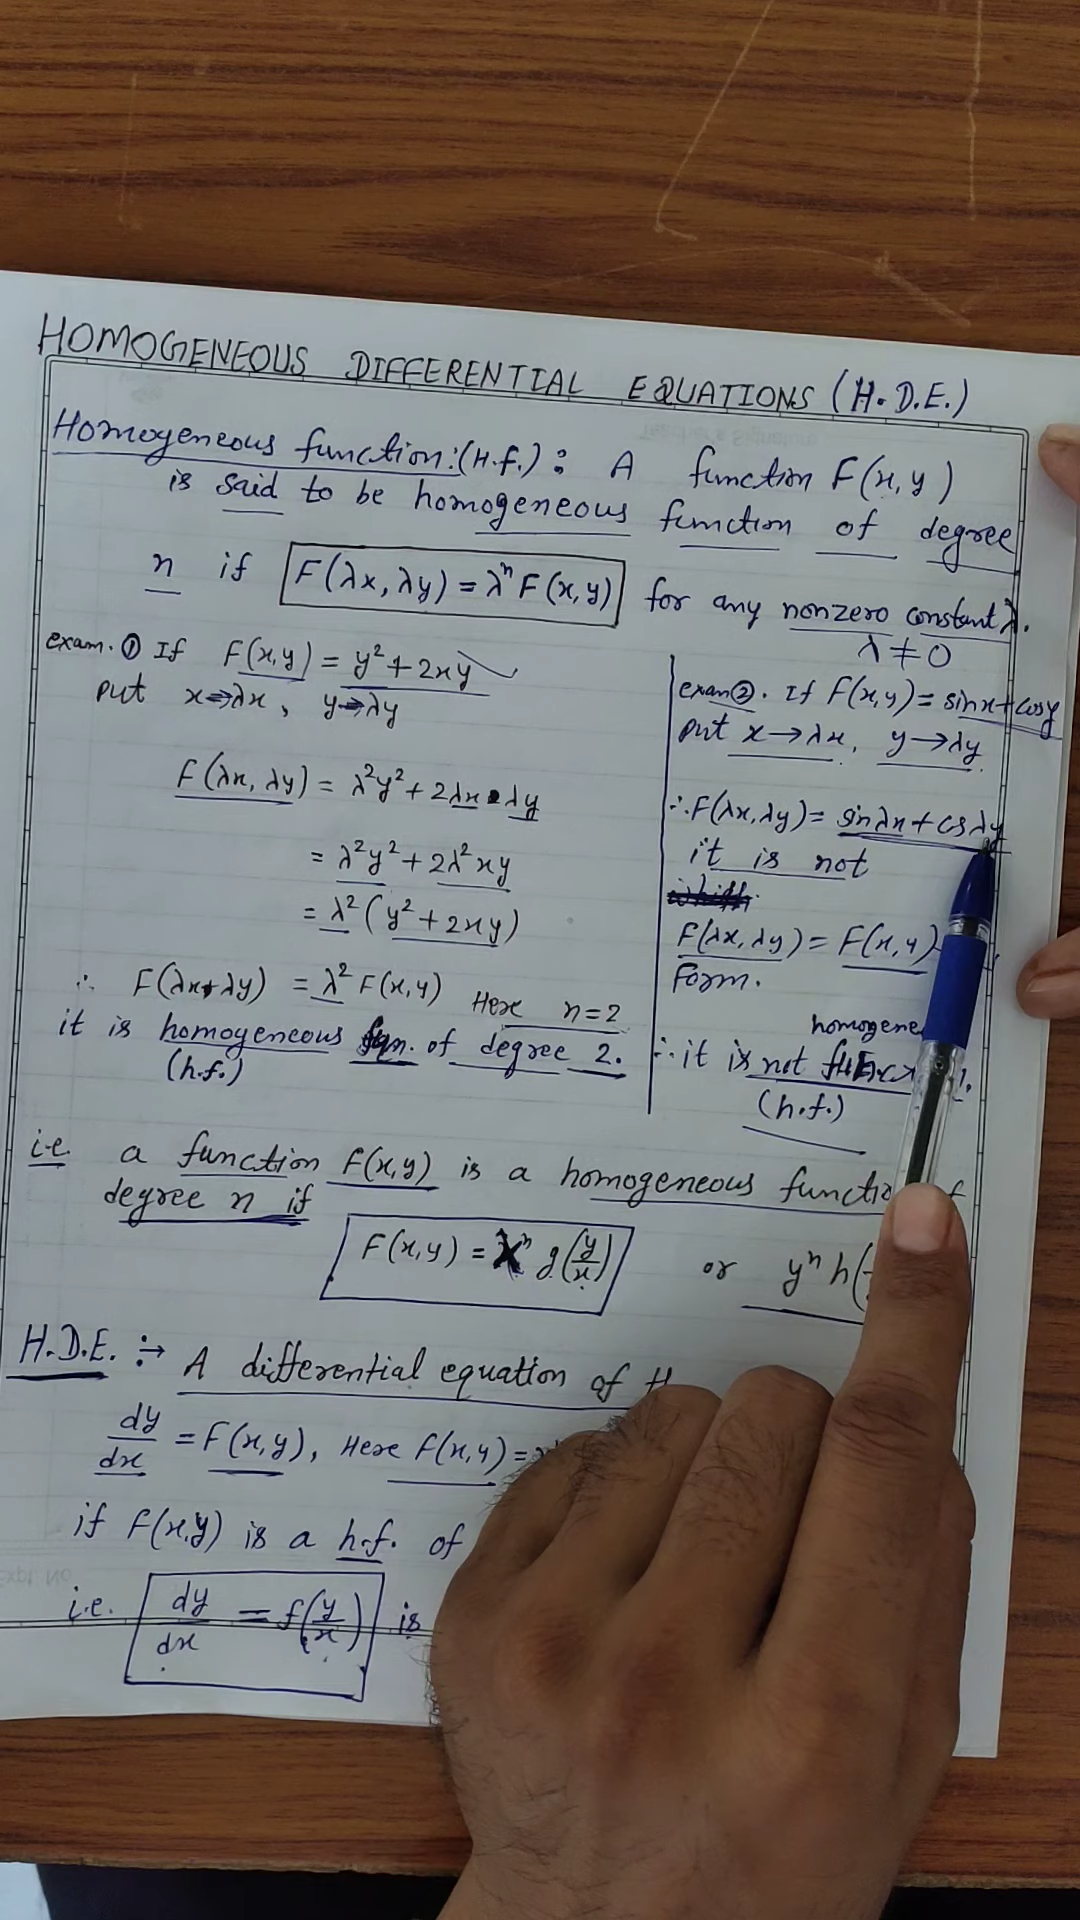 HOMOGENEOUS DIFFERENTIAL EQUATIONS (H.D.E.)
Homogeneous function:(H.f.): A function F(x,y)
is said to be homogeneous function of degree
n if F(λx, λy) = λⁿ F(x,y) for any nonzero constant λ.
λ ≠ 0
exam. ① If F(x,y) = y² + 2xy
put x→λx, y→λy
F(λx, λy) = λ²y² + 2λx·λy
= λ²y² + 2λ²xy
= λ² (y² + 2xy)
∴ F(λx, λy) = λ² F(x,y) Here n=2
it is homogeneous fqn. of degree 2.
(h.f.)
exam②. If F(x,y) = sinx + cosy
put x→λx, y→λy
∴F(λx,λy) = sinλx + cosλy
it is not
F(λx, λy) = F(x,y)
Form.
∴it is not
(h.f.)
i.e. a function F(x,y) is a homogeneous
degree n if
F(x,y) = xⁿ g(y/x) or yⁿ h(
H.D.E. :→ A differential equation of
dy/dx = F(x,y), Here F(x,y) =
if F(x,y) is a h.f. of
i.e. dy/dx = f(y/x) is